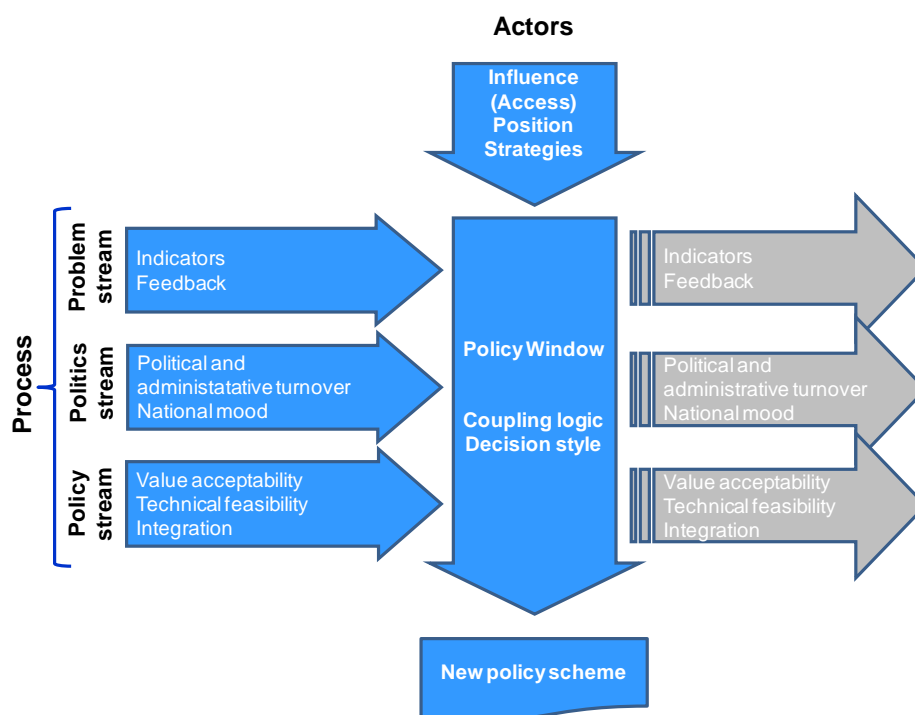 Actors
Influence
(Access)
Position
Strategies
Process
Problem
stream
Indicators
Feedback
Indicators
Feedback
Politics
stream
Political and
administatative turnover
National mood
Policy Window
Coupling logic
Decision style
Political and
administrative turnover
National mood
Policy
stream
Value acceptability
Technical feasibility
Integration
Value acceptability
Technical feasibility
Integration
New policy scheme